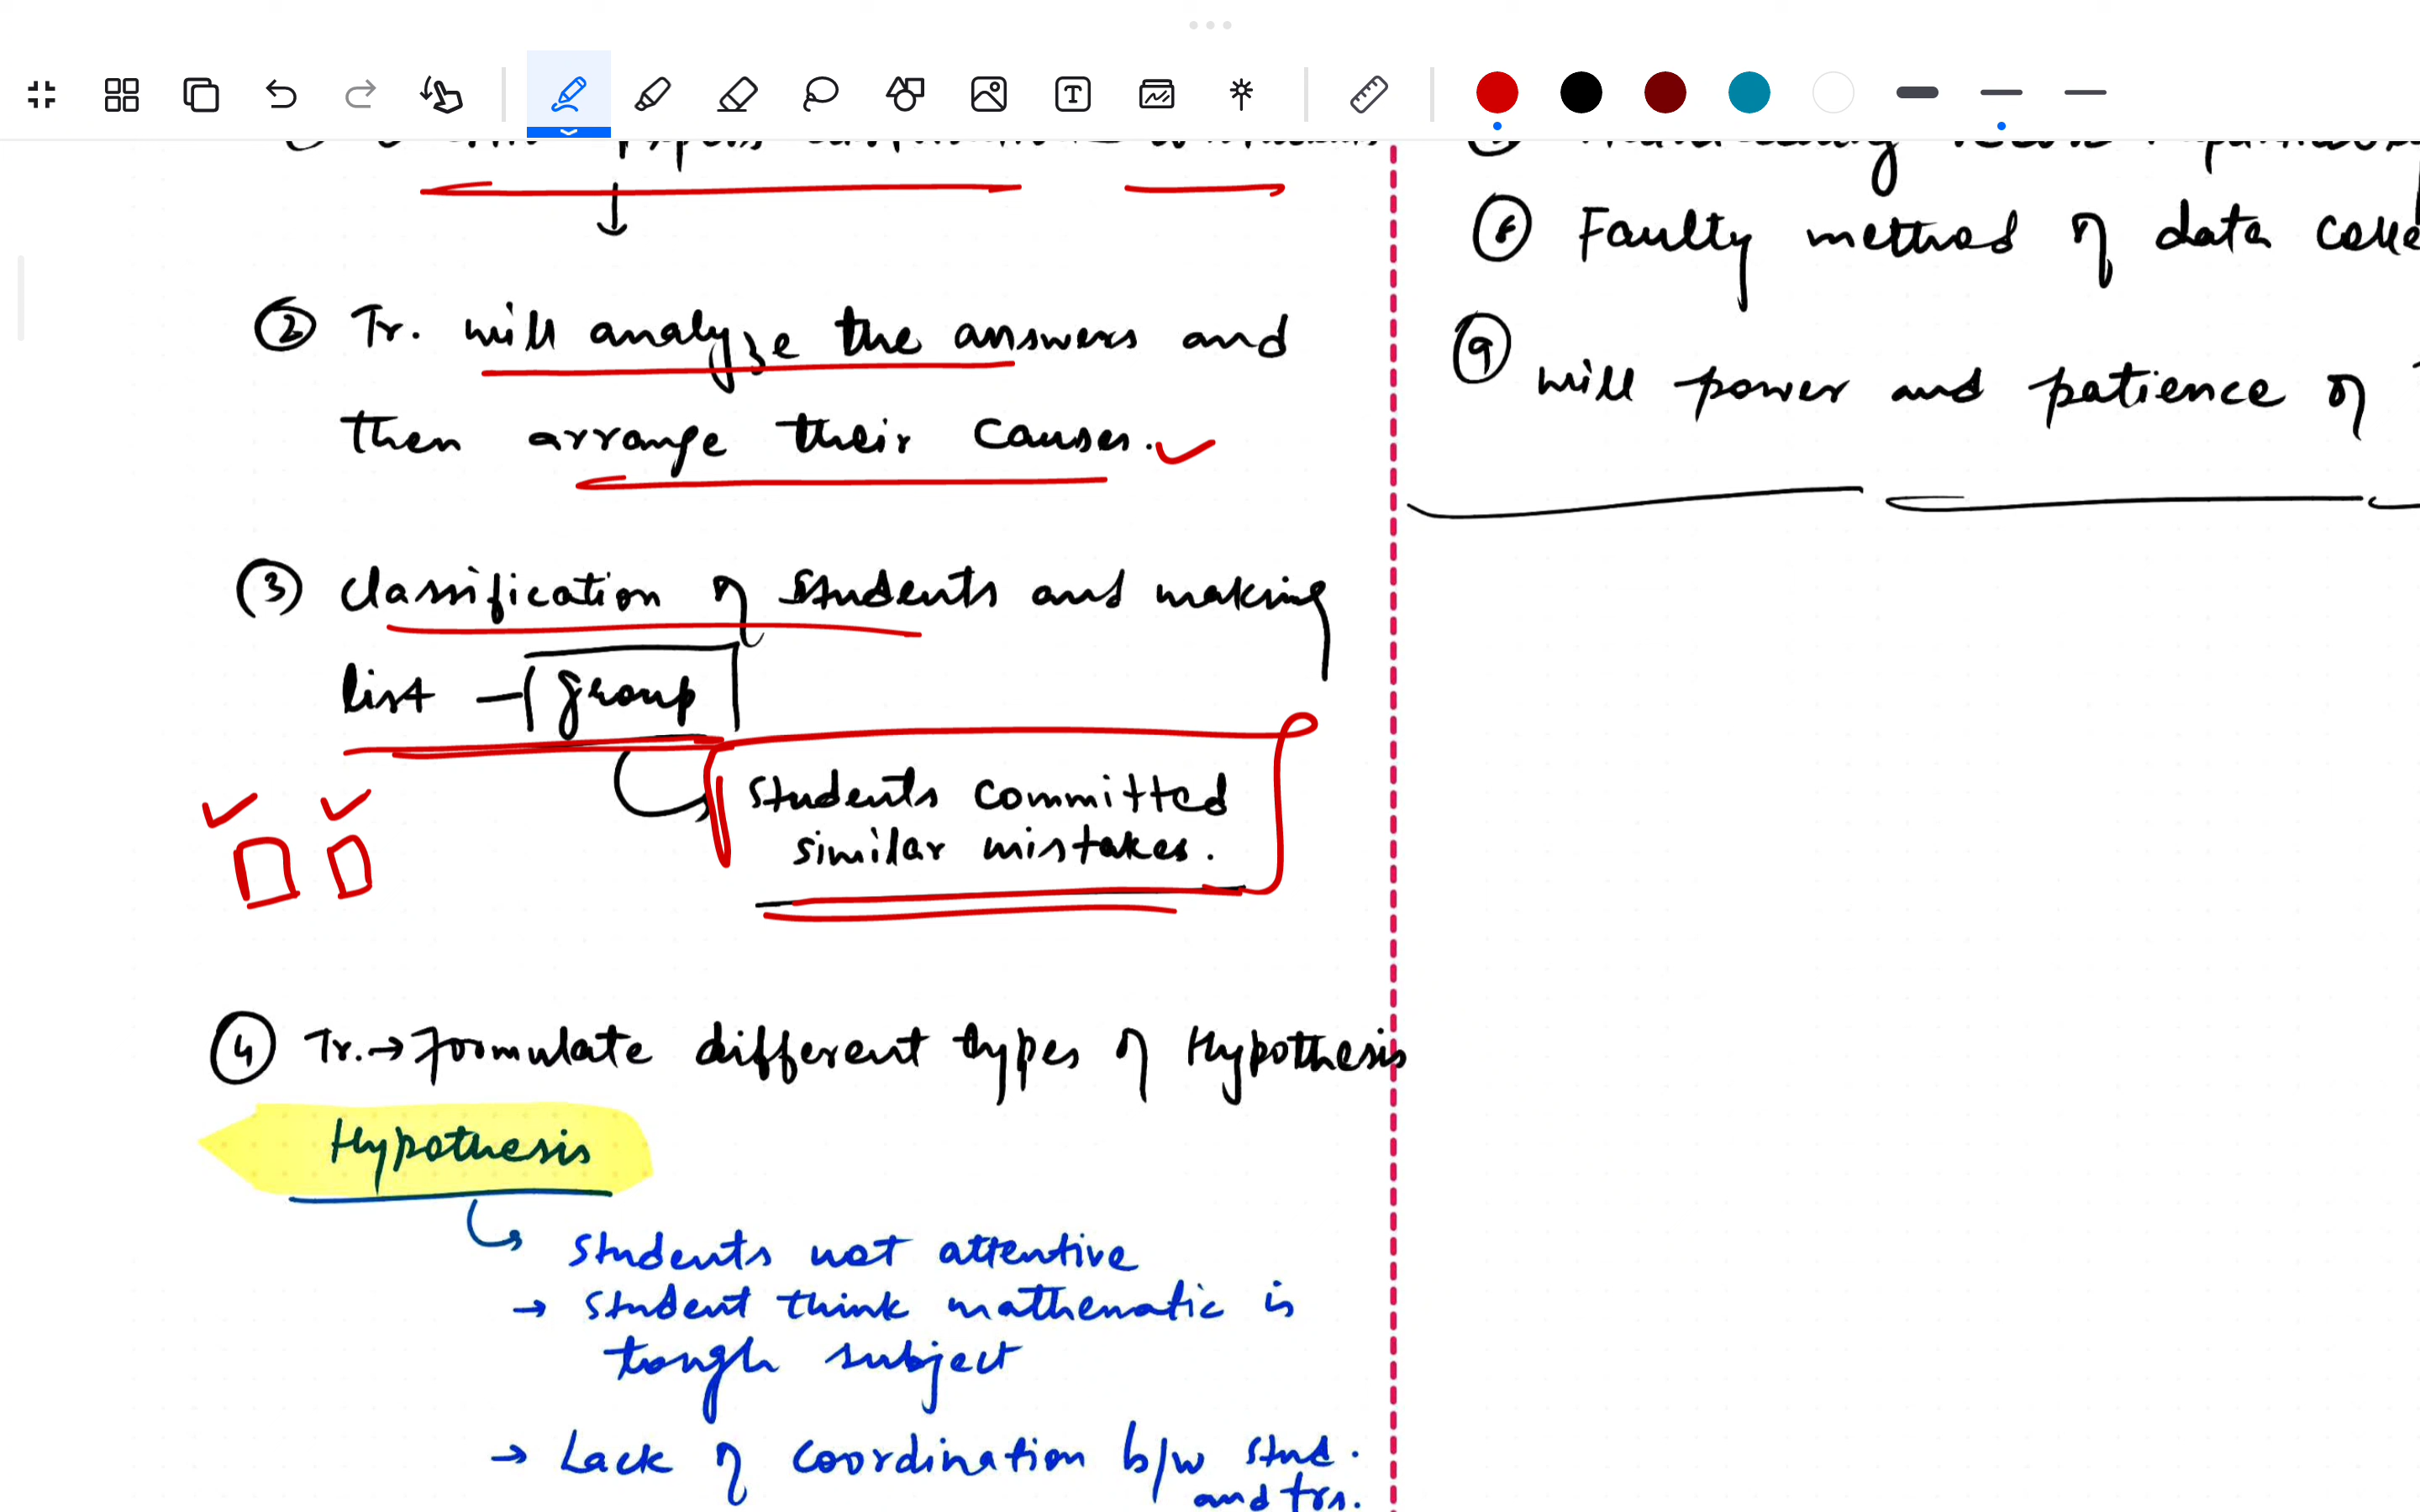 ② Tr. will analyze the answers and
then arrange their causes.
③ classification of students and making
list - group
students committed
similar mistakes.
④ Tr. → Formulate different types of Hypothesis
Hypothesis
students not attentive
→ student think mathematic is
tough subject
→ Lack of coordination b/w stud.
and trs.
Faulty method of data
⑨ will power and patience of